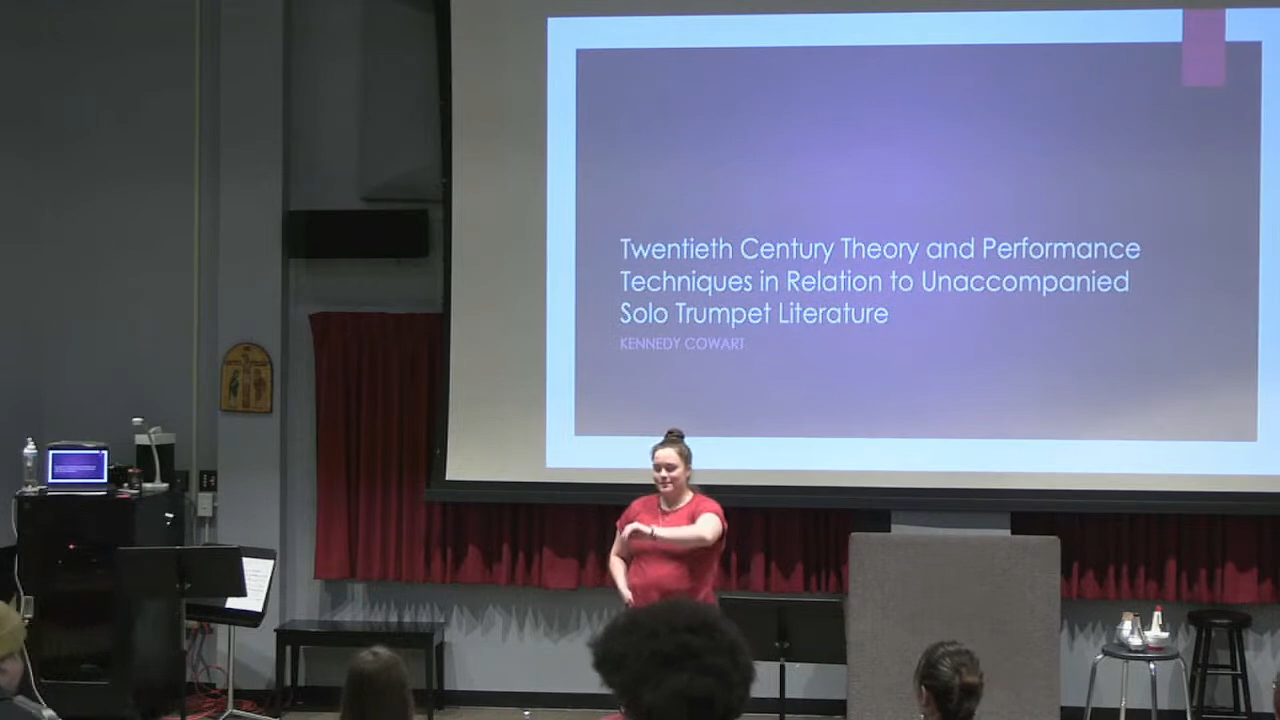 Twentieth Century Theory and Performance
Techniques in Relation to Unaccompanied
Solo Trumpet Literature
KENNEDY COWART